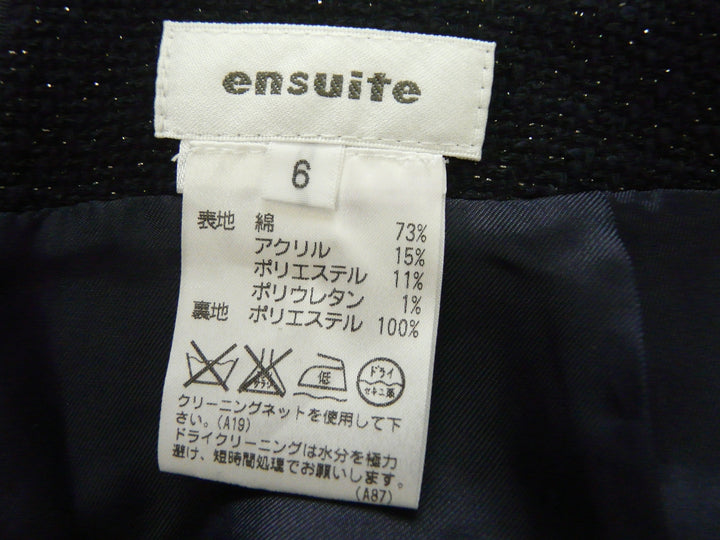 ensuite
6
表地 綿 73%
アクリル 15%
ポリエステル 11%
ポリウレタン 1%
裏地 ポリエステル 100%
低 ドライ
セキユ系
クリーニングネットを使用して下
さい。(A19)
ドライクリーニングは水分を極力
避け、短時間処理でお願いします。
(A87)